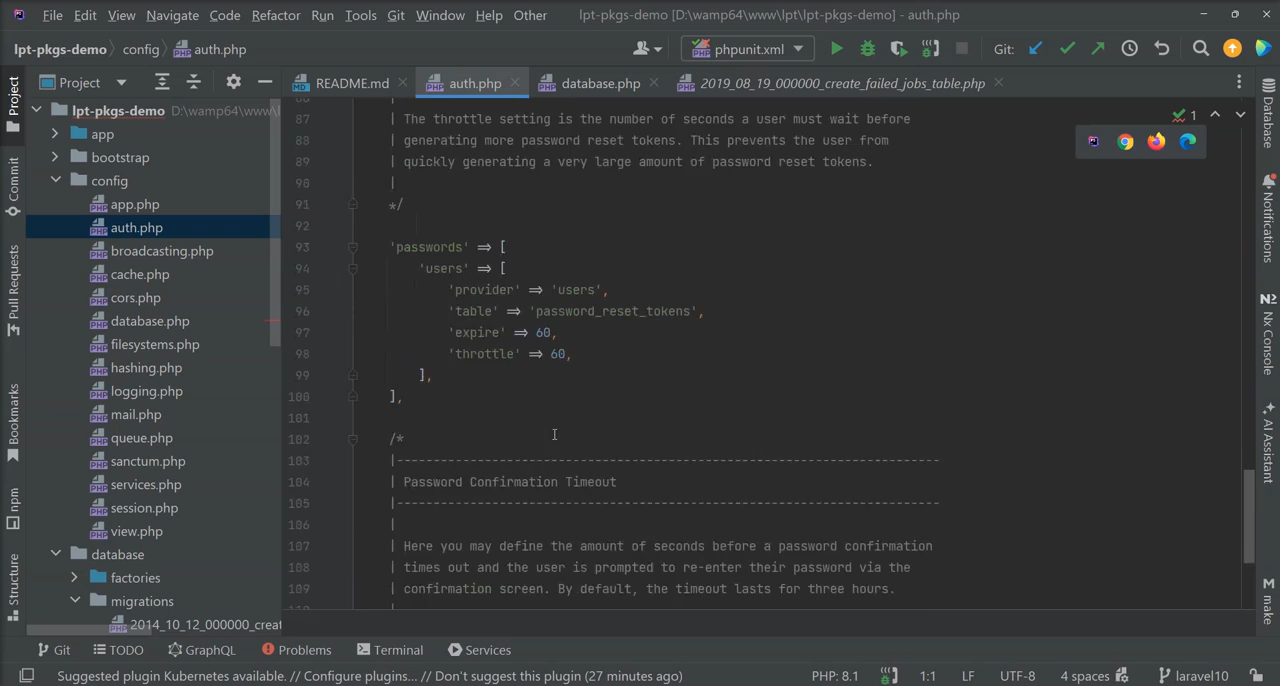 File Edit View Navigate Code Refactor Run Tools Git Window Help Other lpt-pkgs-demo [D:\wamp64\www\lpt\lpt-pkgs-demo] - auth.php
lpt-pkgs-demo config auth.php phpunit.xml Git:
Project README.md auth.php database.php 2019_08_19_000000_create_failed_jobs_table.php
lpt-pkgs-demo D:\wamp64\www\l
app
bootstrap
config
app.php
auth.php
broadcasting.php
cache.php
cors.php
database.php
filesystems.php
hashing.php
logging.php
mail.php
queue.php
sanctum.php
services.php
session.php
view.php
database
factories
migrations
2014_10_12_000000_creat
87 | The throttle setting is the number of seconds a user must wait before
88 | generating more password reset tokens. This prevents the user from
89 | quickly generating a very large amount of password reset tokens.
90 |
91 */
92
93 'passwords' => [
94 'users' => [
95 'provider' => 'users',
96 'table' => 'password_reset_tokens',
97 'expire' => 60,
98 'throttle' => 60,
99 ],
100 ],
101
102 /*
103 |--------------------------------------------------------------------------
104 | Password Confirmation Timeout
105 |--------------------------------------------------------------------------
106 |
107 | Here you may define the amount of seconds before a password confirmation
108 | times out and the user is prompted to re-enter their password via the
109 | confirmation screen. By default, the timeout lasts for three hours.
1
Project
Commit
Pull Requests
Bookmarks
npm
Structure
Database
Notifications
Nx Console
AI Assistant
make
Git TODO GraphQL Problems Terminal Services
Suggested plugin Kubernetes available. // Configure plugins... // Don't suggest this plugin (27 minutes ago) PHP: 8.1 1:1 LF UTF-8 4 spaces laravel10